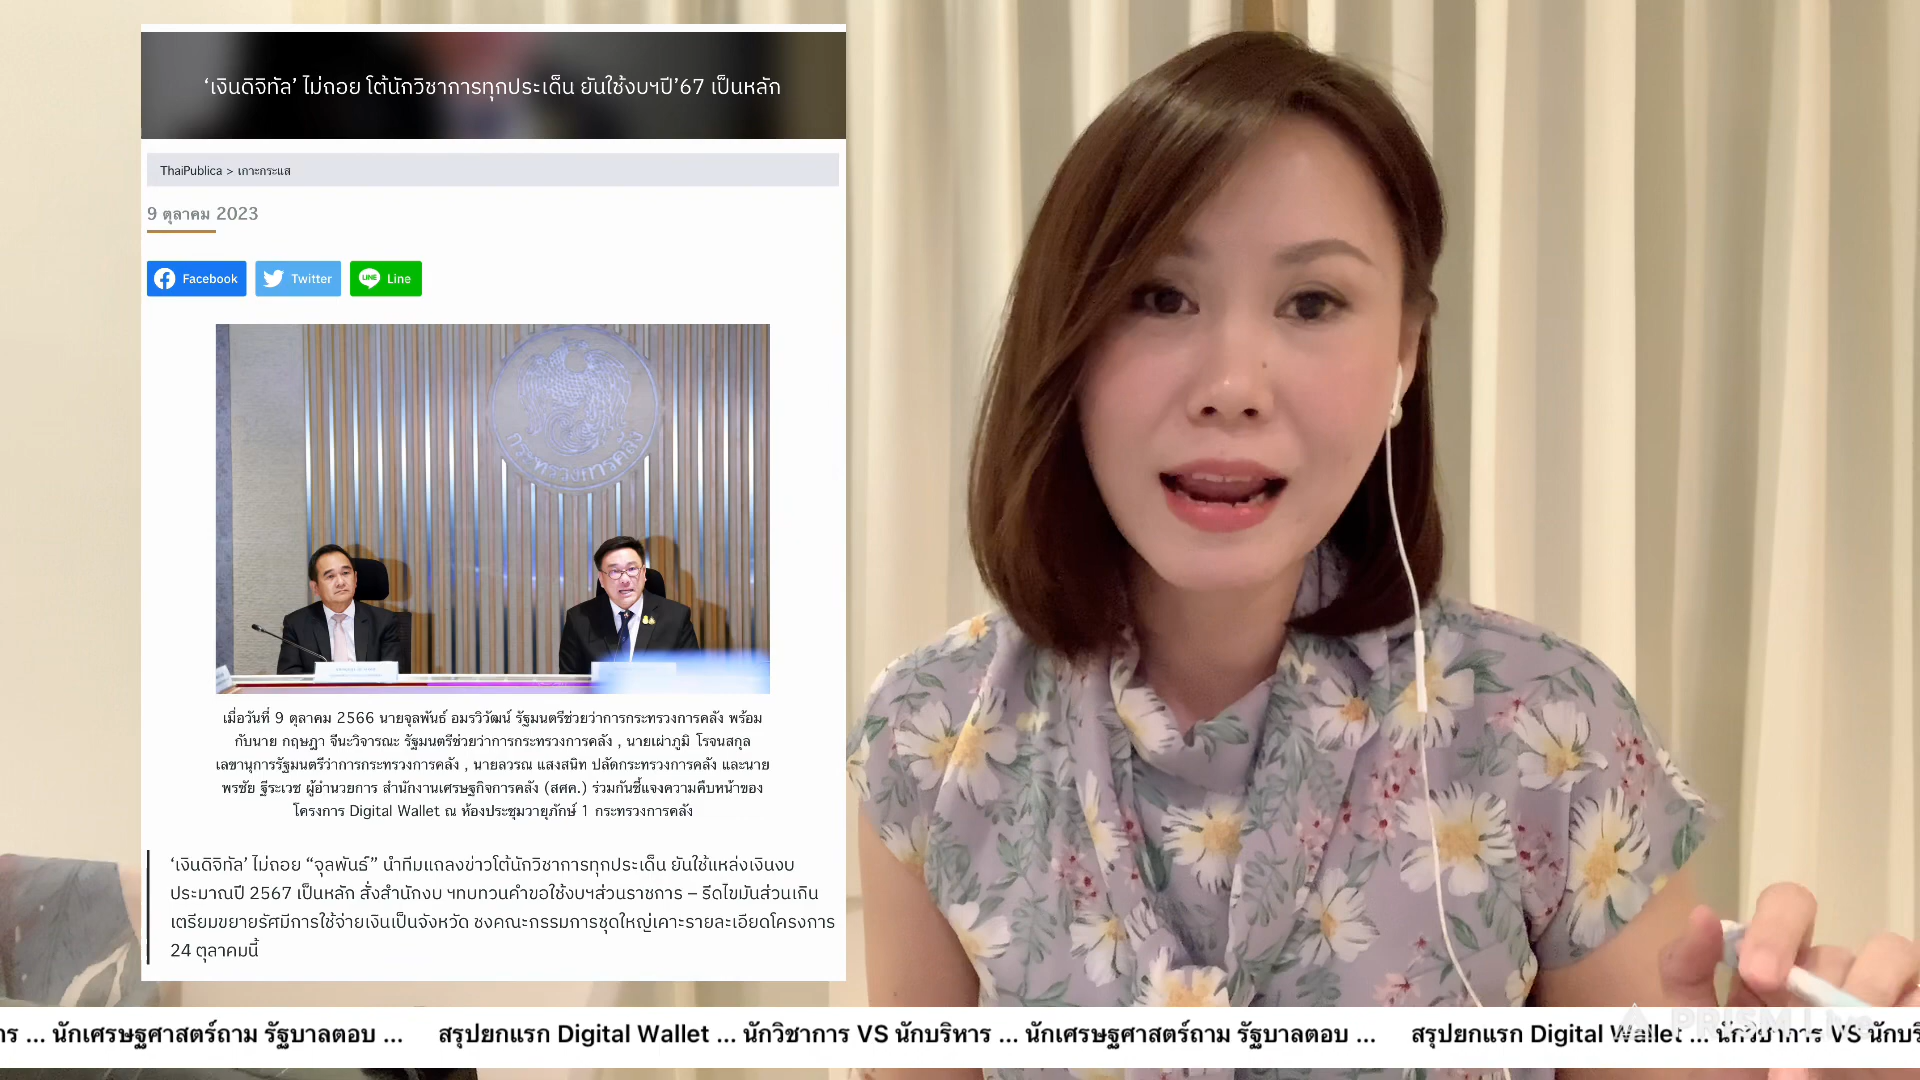 ‘เงินดิจิทัล’ ไม่ถอย โต้นักวิชาการทุกประเด็น ยันใช้งบฯปี’67 เป็นหลัก
ThaiPublica > เกาะกระแส
9 ตุลาคม 2023
Facebook Twitter LINE Line
กระทรวงการคลัง
เมื่อวันที่ 9 ตุลาคม 2566 นายจุลพันธ์ อมรวิวัฒน์ รัฐมนตรีช่วยว่าการกระทรวงการคลัง พร้อม
กับนาย กฤษฎา จีนะวิจารณะ รัฐมนตรีช่วยว่าการกระทรวงการคลัง , นายเผ่าภูมิ โรจนสกุล
เลขานุการรัฐมนตรีว่าการกระทรวงการคลัง , นายลวรณ แสงสนิท ปลัดกระทรวงการคลัง และนาย
พรชัย ฐีระเวช ผู้อำนวยการ สำนักงานเศรษฐกิจการคลัง (สศค.) ร่วมกันชี้แจงความคืบหน้าของ
โครงการ Digital Wallet ณ ห้องประชุมวายุภักษ์ 1 กระทรวงการคลัง
‘เงินดิจิทัล’ ไม่ถอย “จุลพันธ์” นำทีมแถลงข่าวโต้นักวิชาการทุกประเด็น ยันใช้แหล่งเงินงบ
ประมาณปี 2567 เป็นหลัก สั่งสำนักงบ ฯทบทวนคำขอใช้งบฯส่วนราชการ – รีดไขมันส่วนเกิน
เตรียมขยายรัศมีการใช้จ่ายเงินเป็นจังหวัด ชงคณะกรรมการชุดใหญ่เคาะรายละเอียดโครงการ
24 ตุลาคมนี้
าร ... นักเศรษฐศาสตร์ถาม รัฐบาลตอบ ... สรุปยกแรก Digital Wallet ... นักวิชาการ VS นักบริหาร ... นักเศรษฐศาสตร์ถาม รัฐบาลตอบ ... สรุปยกแรก Digital Wallet ... นักวิชาการ VS นักบริ
PRISM Live